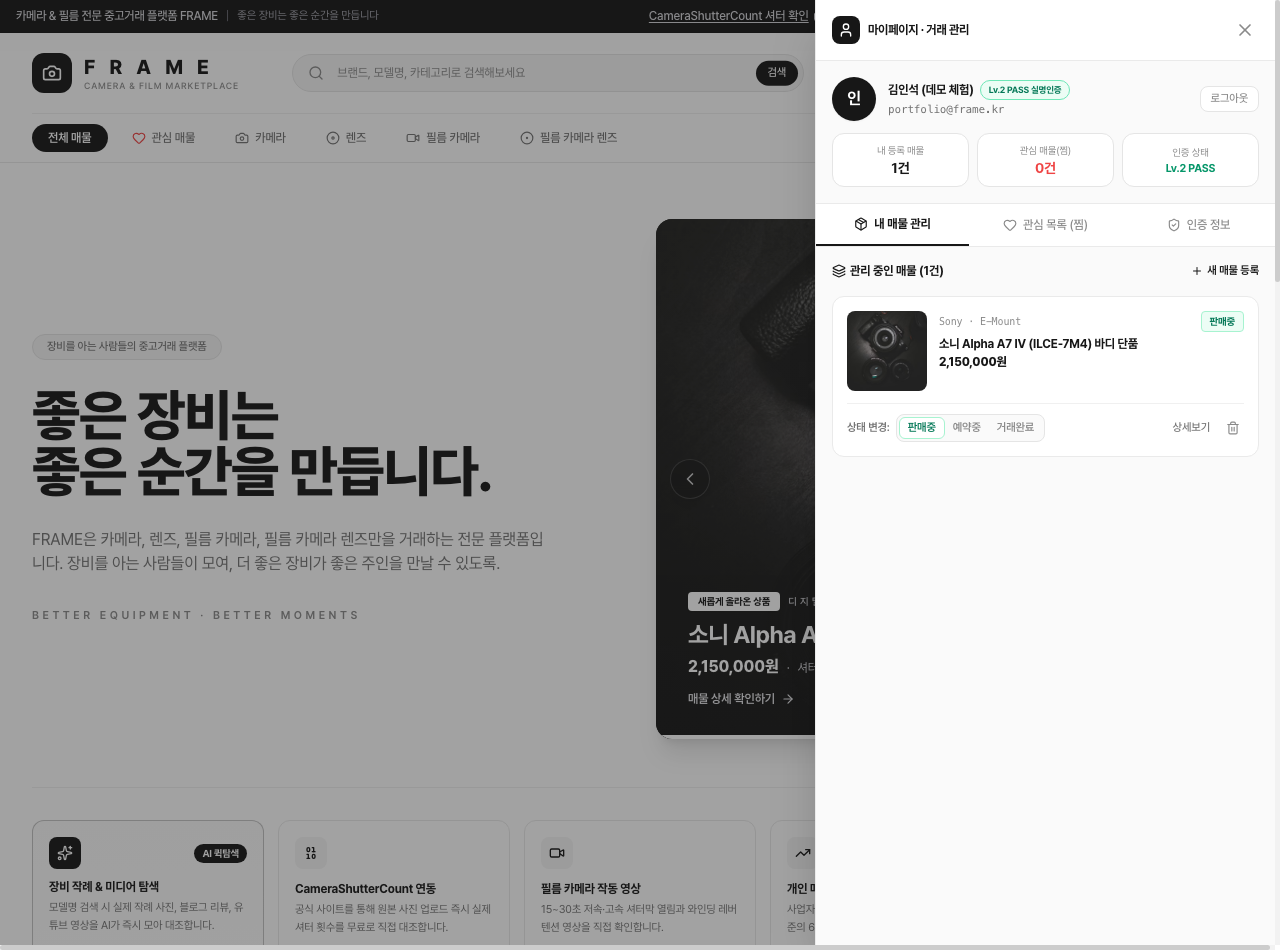 카메라 & 필름 전문 중고거래 플랫폼 FRAME
좋은 장비는 좋은 순간을 만듭니다
CameraShutterCount 셔터 확인
FRAME
CAMERA & FILM MARKETPLACE
브랜드, 모델명, 카테고리로 검색해보세요
검색
전체 매물
관심 매물
카메라
렌즈
필름 카메라
필름 카메라 렌즈
장비를 아는 사람들의 중고거래 플랫폼
좋은 장비는
좋은 순간을 만듭니다.
FRAME은 카메라, 렌즈, 필름 카메라, 필름 카메라 렌즈만을 거래하는 전문 플랫폼입
니다. 장비를 아는 사람들이 모여, 더 좋은 장비가 좋은 주인을 만날 수 있도록.
BETTER EQUIPMENT · BETTER MOMENTS
새롭게 올라온 상품
디지
소니 Alpha A
2,150,000원 · 셔터
매물 상세 확인하기
AI 퀵탐색
장비 작례 & 미디어 탐색
모델명 검색 시 실제 작례 사진, 블로그 리뷰, 유
튜브 영상을 AI가 즉시 모아 대조합니다.
01
10
CameraShutterCount 연동
공식 사이트를 통해 원본 사진 업로드 즉시 실제
셔터 횟수를 무료로 직접 대조합니다.
필름 카메라 작동 영상
15~30초 저속·고속 셔터막 열림과 와인딩 레버
텐션 영상을 직접 확인합니다.
개인
사업자
준의 6
마이페이지 · 거래 관리
인
김인석 (데모 체험)
Lv.2 PASS 실명인증
portfolio@frame.kr
로그아웃
내 등록 매물
1건
관심 매물(찜)
0건
인증 상태
Lv.2 PASS
내 매물 관리
관심 목록 (찜)
인증 정보
관리 중인 매물 (1건)
새 매물 등록
Sony · E-Mount
판매중
소니 Alpha A7 IV (ILCE-7M4) 바디 단품
2,150,000원
상태 변경:
판매중
예약중
거래완료
상세보기